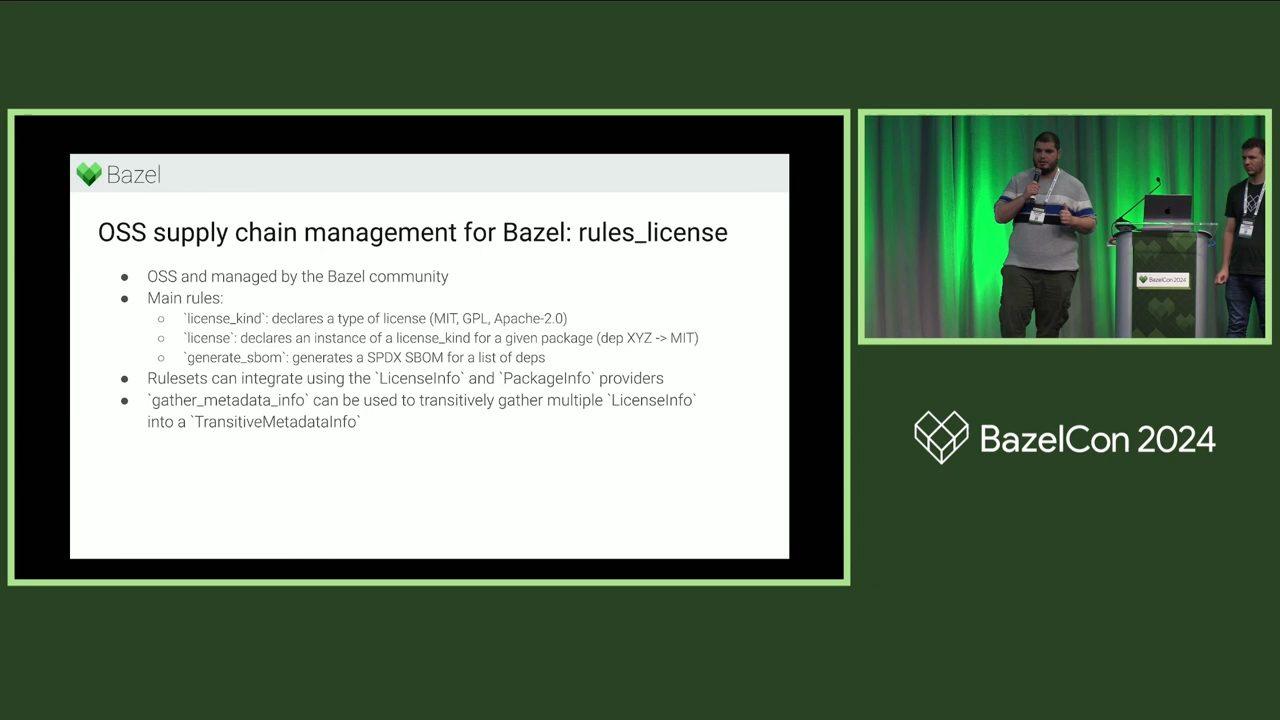 Bazel
OSS supply chain management for Bazel: rules_license
● OSS and managed by the Bazel community
● Main rules:
○ `license_kind`: declares a type of license (MIT, GPL, Apache-2.0)
○ `license`: declares an instance of a license_kind for a given package (dep XYZ -> MIT)
○ `generate_sbom`: generates a SPDX SBOM for a list of deps
● Rulesets can integrate using the `LicenseInfo` and `PackageInfo` providers
● `gather_metadata_info` can be used to transitively gather multiple `LicenseInfo`
into a `TransitiveMetadataInfo`
BazelCon 2024
BazelCon 2024